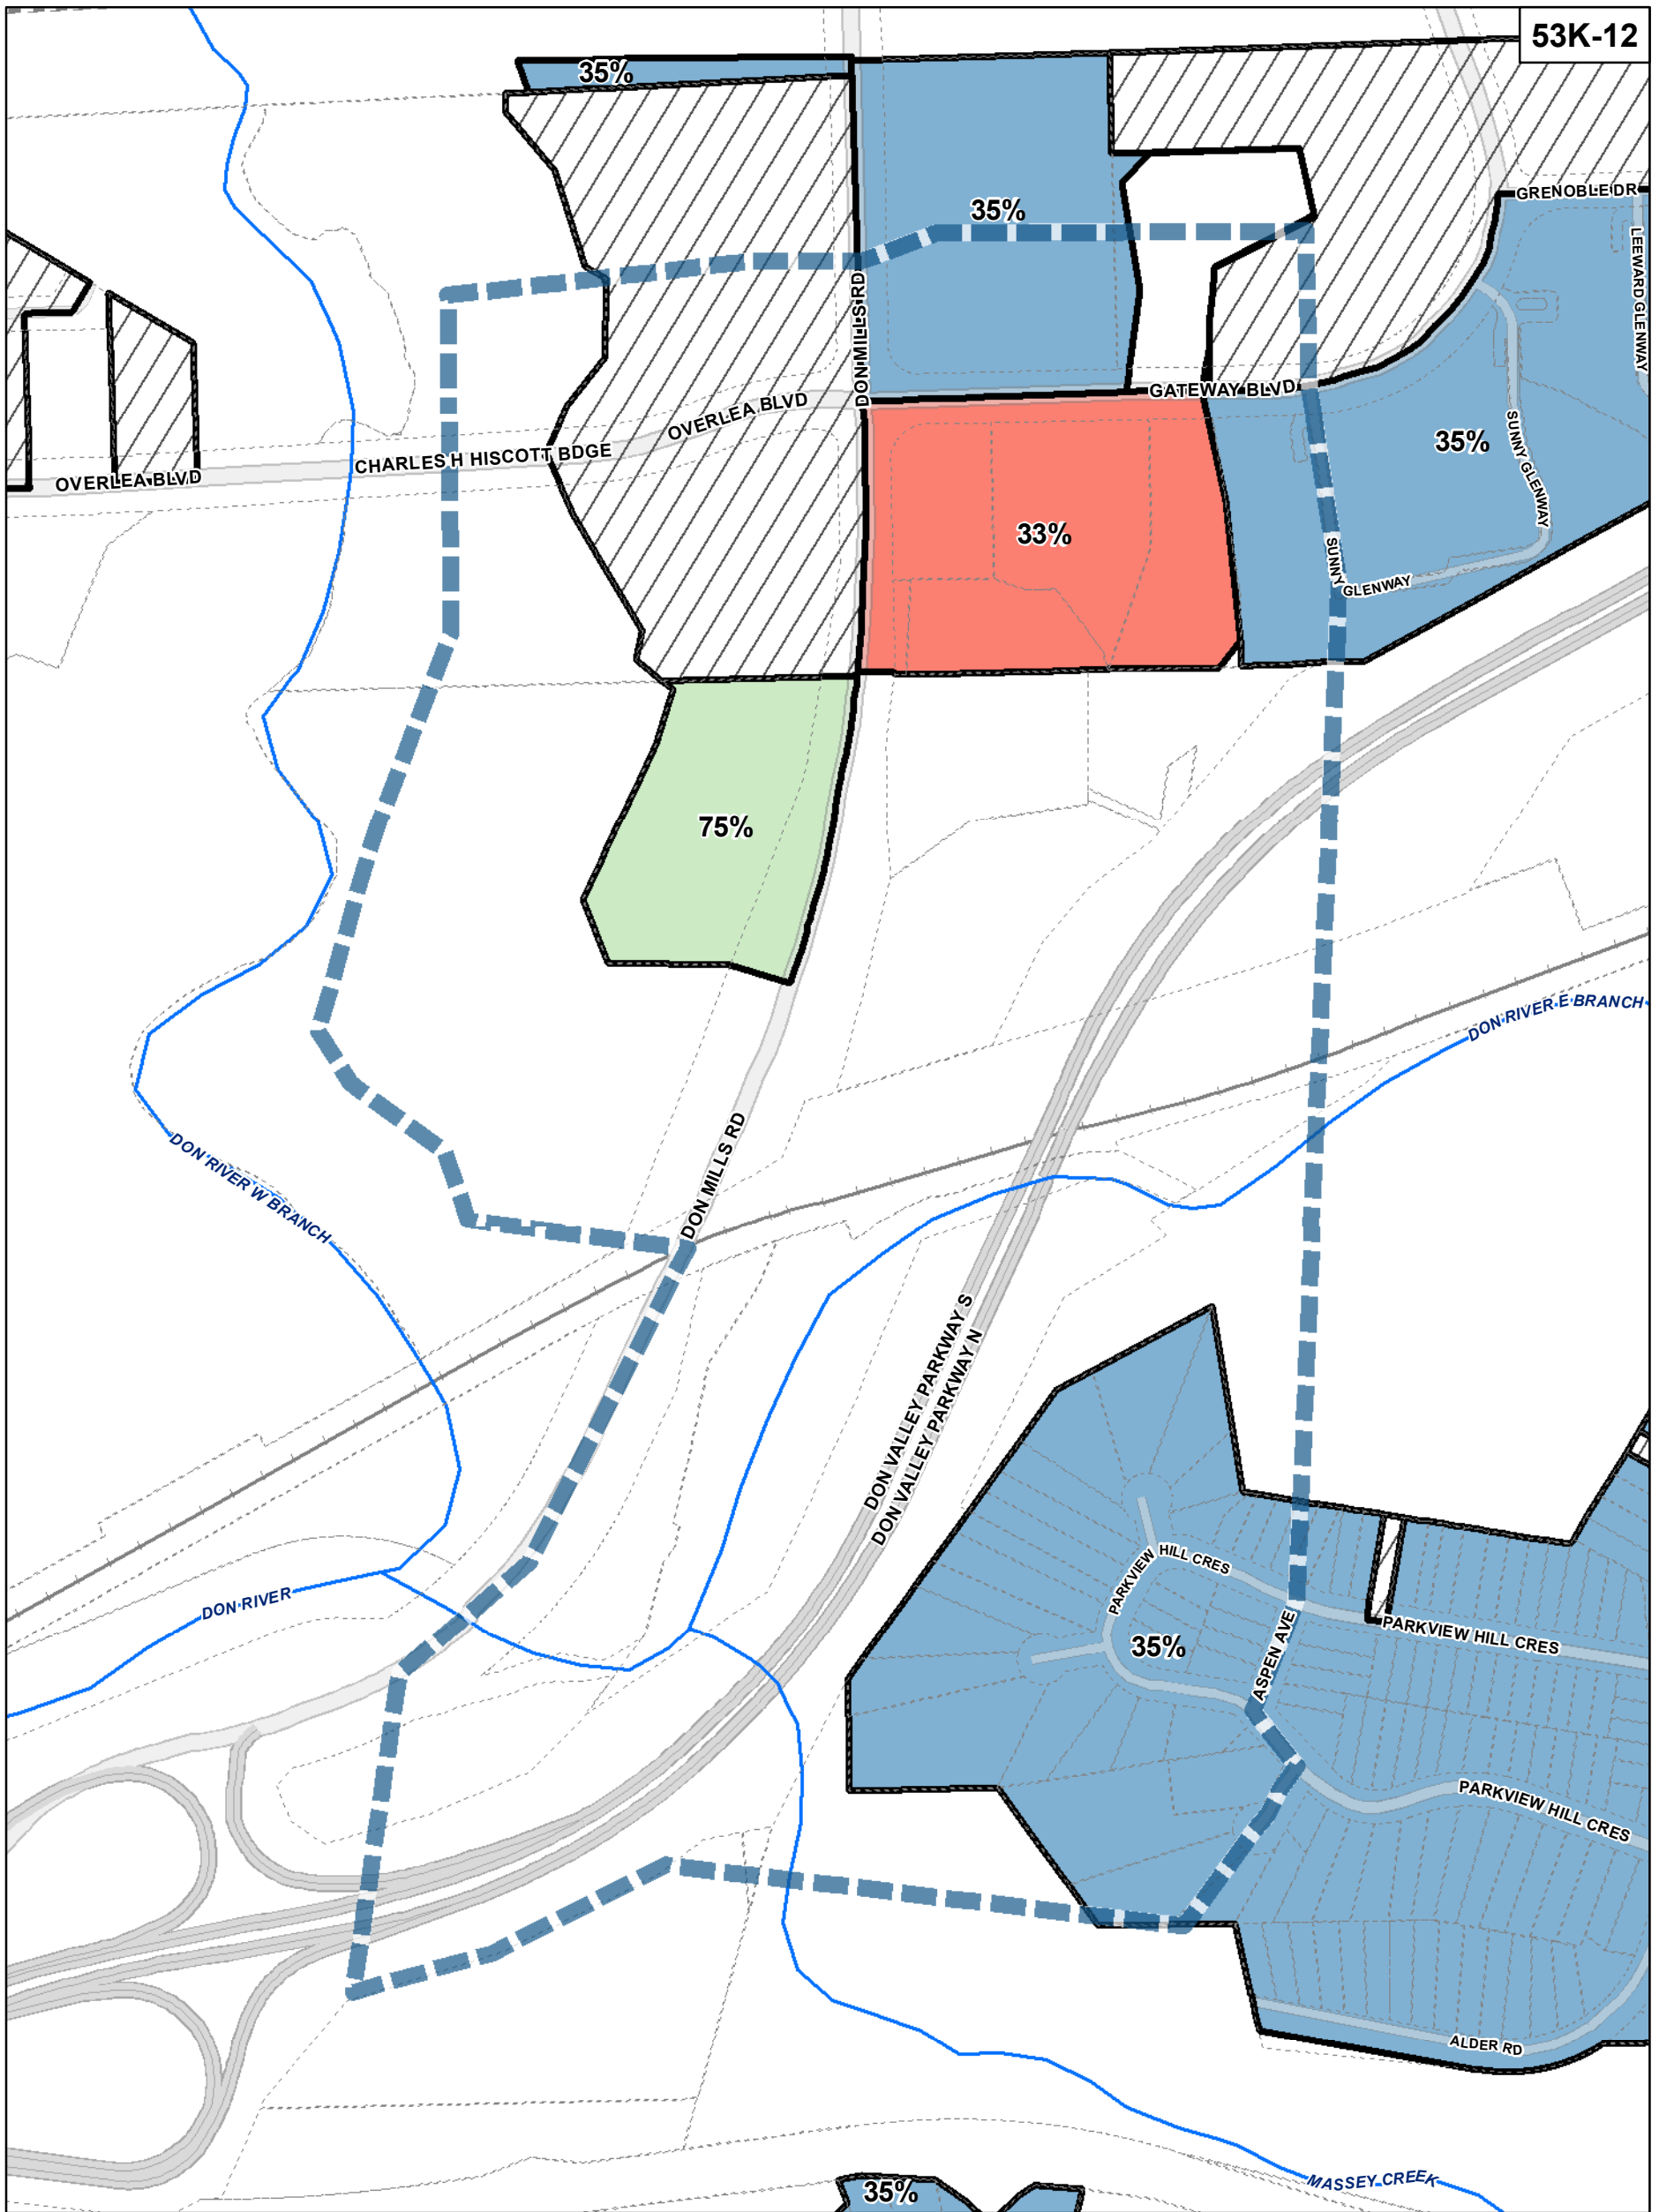 53K-12
35%
GRENOBLE DR
35%
LEEWARD GLENWAY
DON MILLS RD
GATEWAY BLVD
OVERLEA BLVD
CHARLES H HISCOTT BDGE
OVERLEA BLVD
35%
SUNNY GLENWAY
33%
SUNNY
GLENWAY
75%
DON RIVER E BRANCH
DON MILLS RD
DON RIVER W BRANCH
DON VALLEY PARKWAY S
DON VALLEY PARKWAY N
PARKVIEW
HILL CRES
DON RIVER
ASPEN AVE
PARKVIEW HILL CRES
35%
PARKVIEW HILL CRES
ALDER RD
MASSEY CREEK
35%